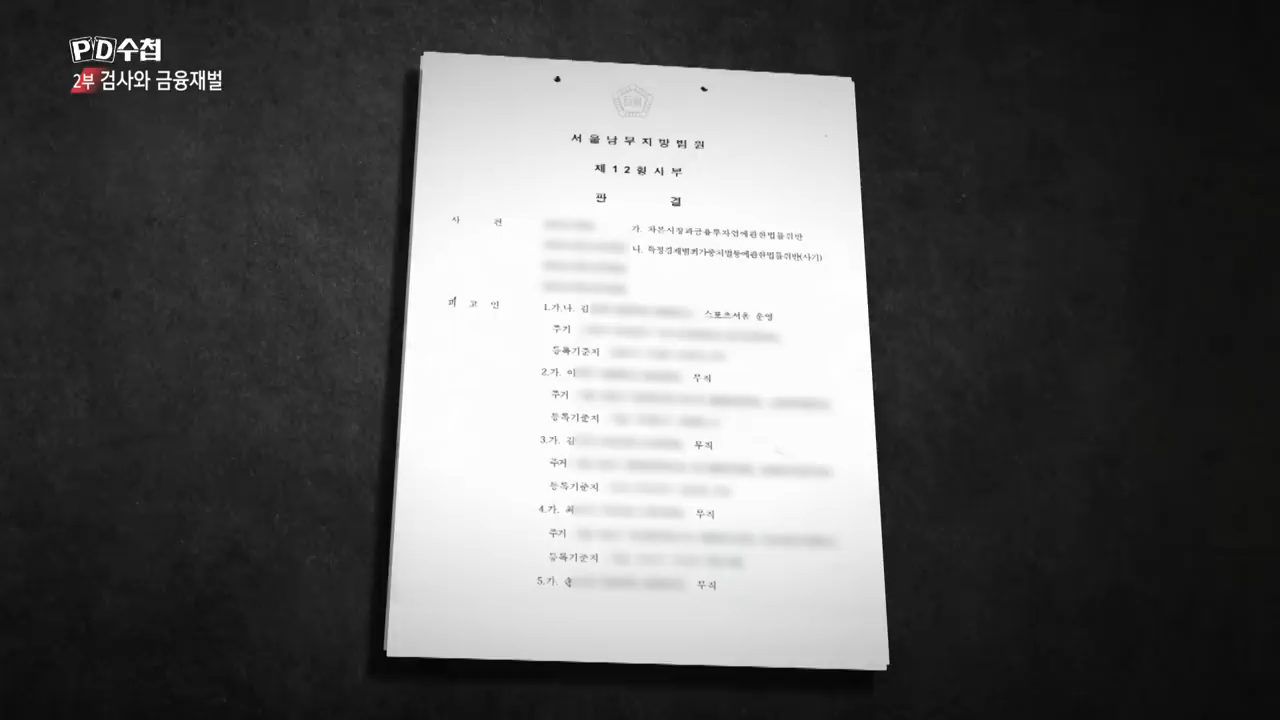 PD수첩
2부 검사와 금융재벌
서울남부지방법원
제12형사부
판 결
사 건 가. 자본시장과금융투자업에관한법률위반
나. 특정경제범죄가중처벌등에관한법률위반(사기)
피 고 인 1.가.나. 김 스포츠서울 운영
주거
등록기준지
2.가. 이 무직
주거
등록기준지
3.가. 김 무직
주거
등록기준지
4.가. 최 무직
주거
등록기준지
5.가. 무직